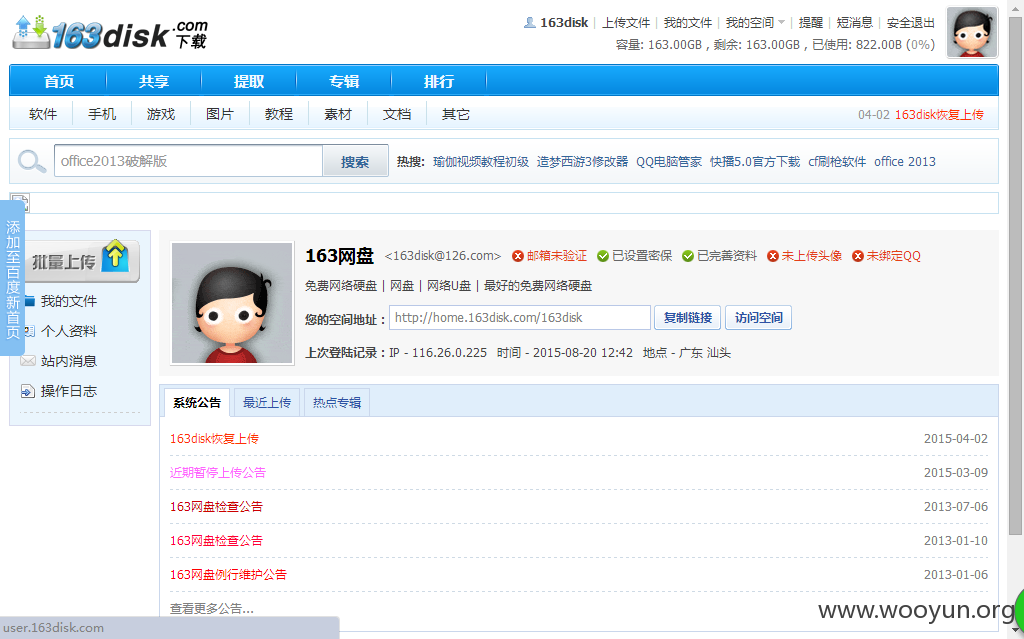 163disk.com下载
163disk 上传文件 我的文件 我的空间 提醒 短消息 安全退出
容量: 163.00GB , 剩余: 163.00GB , 已使用: 822.00B (0%)
首页 共享 提取 专辑 排行
软件 手机 游戏 图片 教程 素材 文档 其它 04-02 163disk恢复上传
office2013破解版 搜索 热搜: 瑜伽视频教程初级 造梦西游3修改器 QQ电脑管家 快播5.0官方下载 cf刷枪软件 office 2013
添加至百度新首页
批量上传
我的文件
个人资料
站内消息
操作日志
163网盘 <163disk@126.com> 邮箱未验证 已设置密保 已完善资料 未上传头像 未绑定QQ
免费网络硬盘 | 网盘 | 网络U盘 | 最好的免费网络硬盘
您的空间地址： http://home.163disk.com/163disk 复制链接 访问空间
上次登陆记录：IP - 116.26.0.225 时间 - 2015-08-20 12:42 地点 - 广东 汕头
系统公告 最近上传 热点专辑
163disk恢复上传 2015-04-02
近期暂停上传公告 2015-03-09
163网盘检查公告 2013-07-06
163网盘检查公告 2013-01-10
163网盘例行维护公告 2013-01-06
查看更多公告...
www.wooyun.org
user.163disk.com